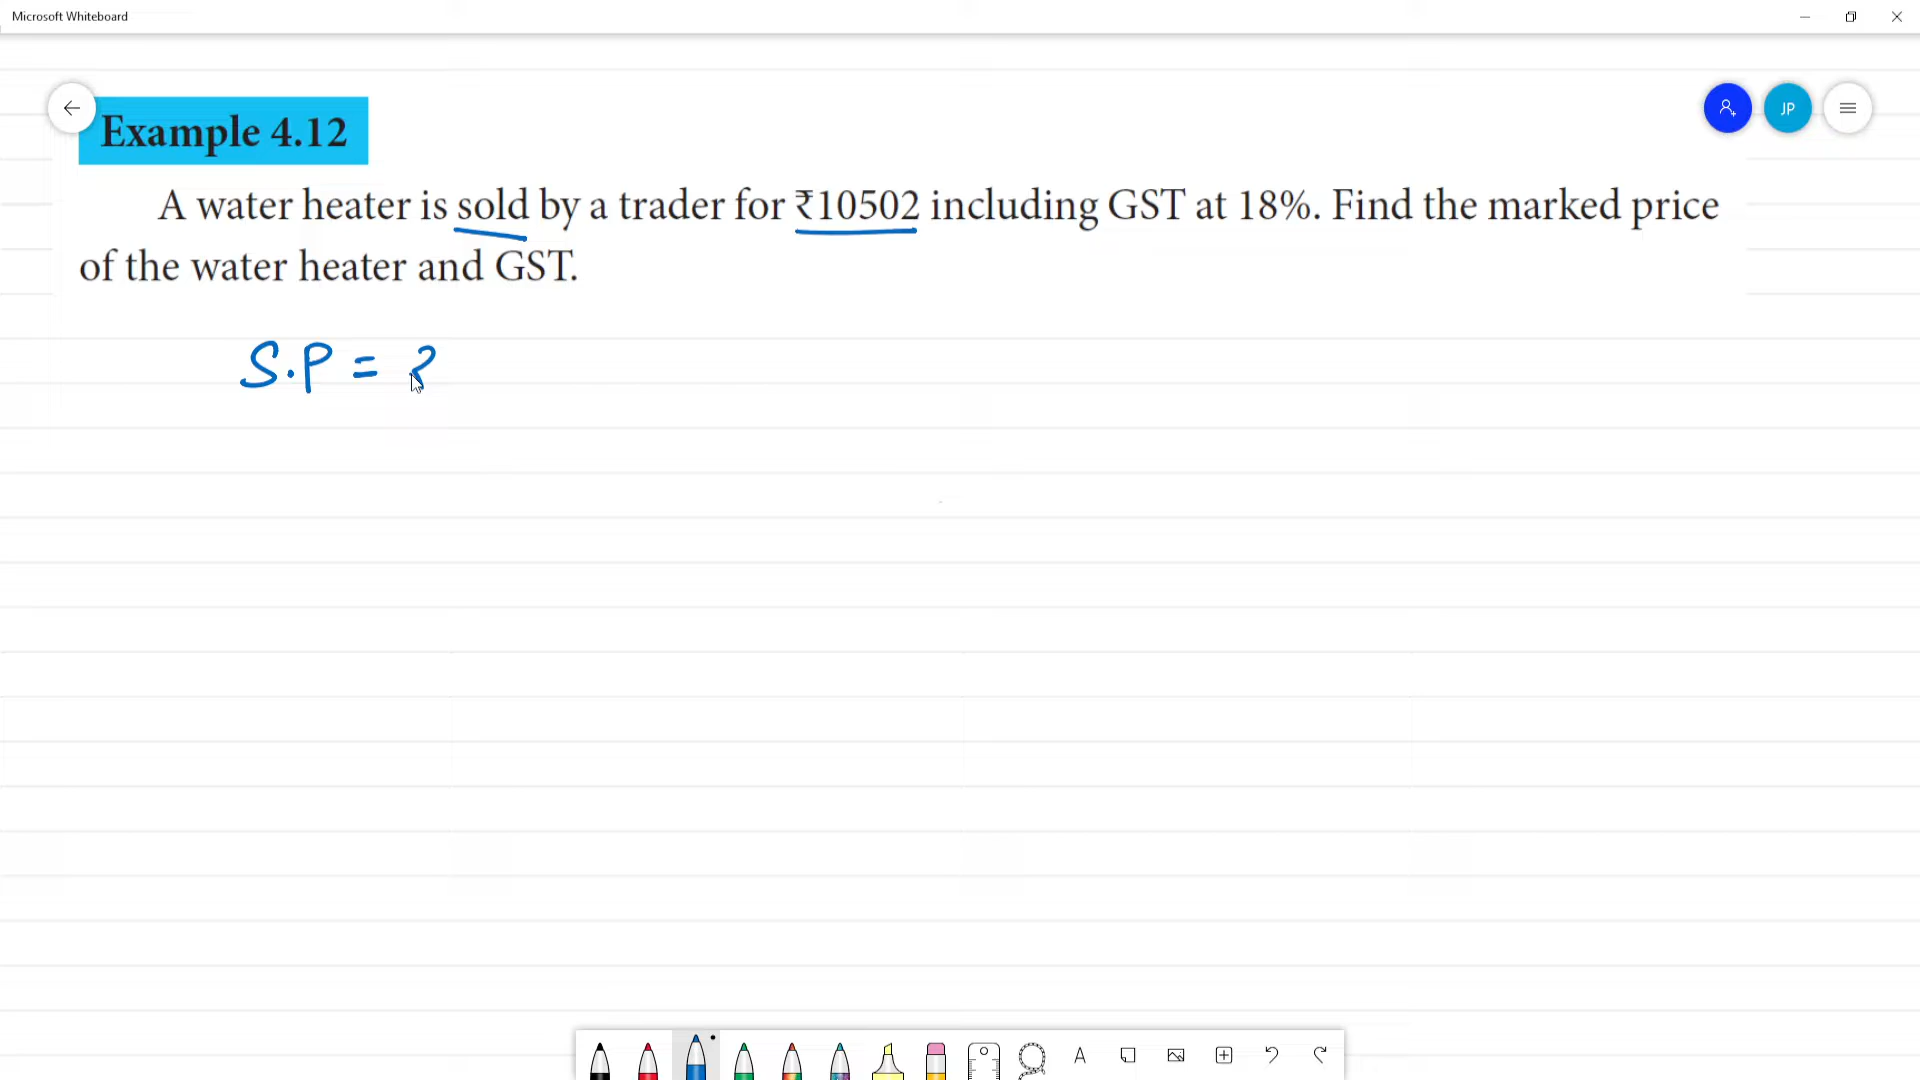 Microsoft Whiteboard
Example 4.12
JP
A water heater is sold by a trader for ₹10502 including GST at 18%. Find the marked price
of the water heater and GST.
S.P =
A